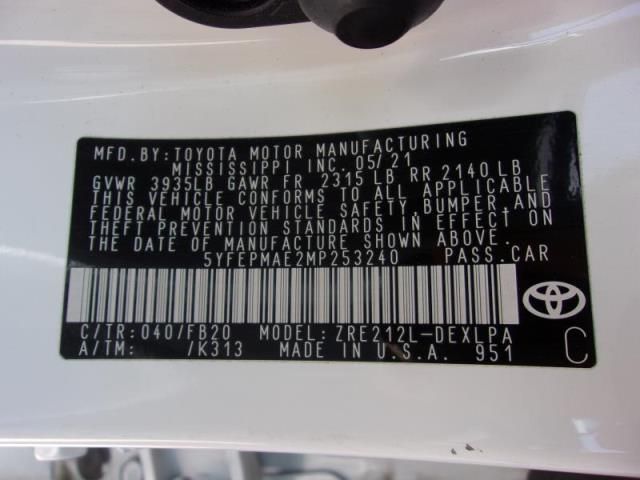 MFD. BY: TOYOTA MOTOR MANUFACTURING
MISSISSIPPI INC. 05/21
GVWR 3935LB GAWR FR 2315 LB RR 2140 LB
THIS VEHICLE CONFORMS TO ALL APPLICABLE
FEDERAL MOTOR VEHICLE SAFETY, BUMPER, AND
THEFT PREVENTION STANDARDS IN EFFECT ON
THE DATE OF MANUFACTURE SHOWN ABOVE.
5YFEPMAE2MP253240 PASS. CAR
C/TR: 040/FB20 MODEL: ZRE212L-DEXLPA
A/TM: /K313 MADE IN U.S.A. 951
C